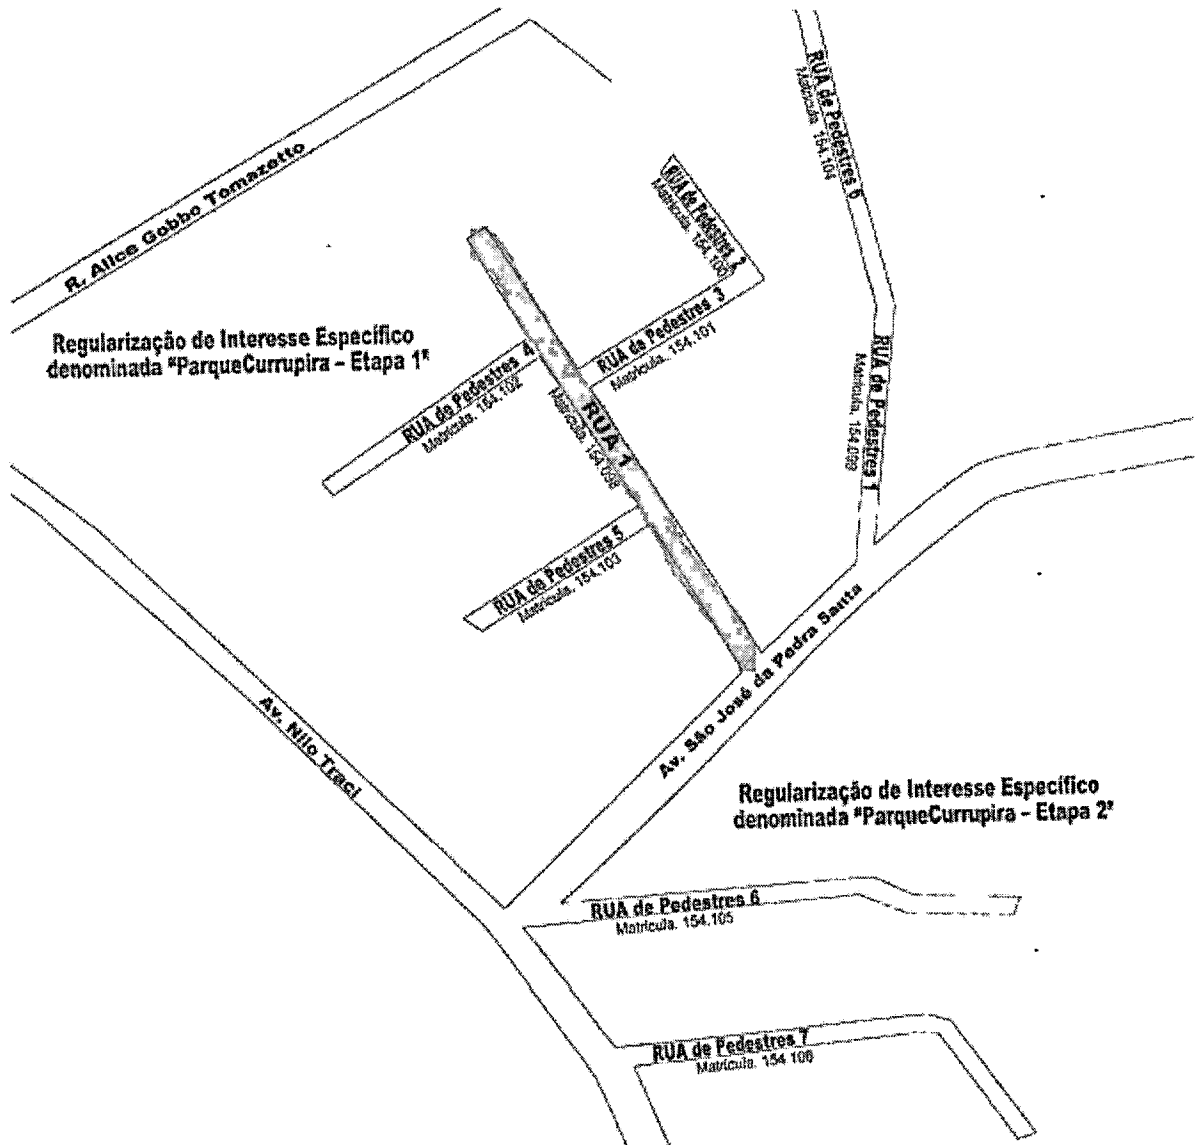 RUA de Pedestres 6
Matrícula. 154.104
R. Alice Gobbo Tomazetto
RUA de Pedestres 2
Matrícula. 154.100
RUA de Pedestres 3
Matrícula. 154.101
Regularização de Interesse Específico
denominada "ParqueCurrupira – Etapa 1"
RUA de Pedestres 4
Matrícula. 154.102
RUA 1
Matrícula. 154.098
RUA de Pedestres 1
Matrícula. 154.099
RUA de Pedestres 5
Matrícula. 154.103
Av. São José da Pedra Santa
Av. Nilo Traci
Regularização de Interesse Específico
denominada "ParqueCurrupira – Etapa 2"
RUA de Pedestres 6
Matrícula. 154.105
RUA de Pedestres 7
Matrícula. 154.106